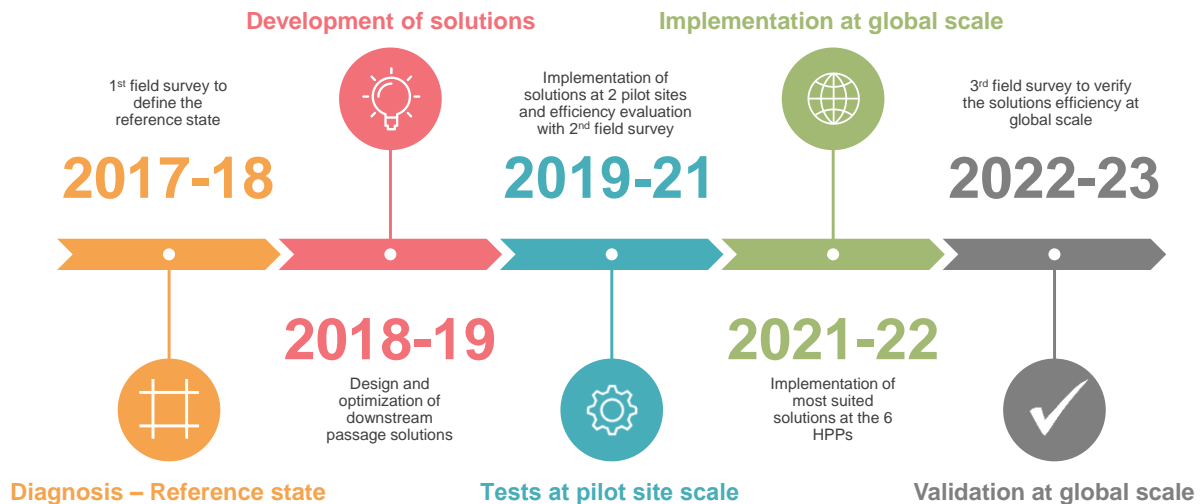 Development of solutions
Implementation at global scale
1st field survey to
define the
reference state
2017-18
Implementation of
solutions at 2 pilot sites
and efficiency evaluation
with 2nd field survey
2019-21
3rd field survey to verify
the solutions efficiency at
global scale
2022-23
2018-19
Design and
optimization of
downstream
passage solutions
2021-22
Implementation of
most suited
solutions at the 6
HPPs
Diagnosis – Reference state
Tests at pilot site scale
Validation at global scale